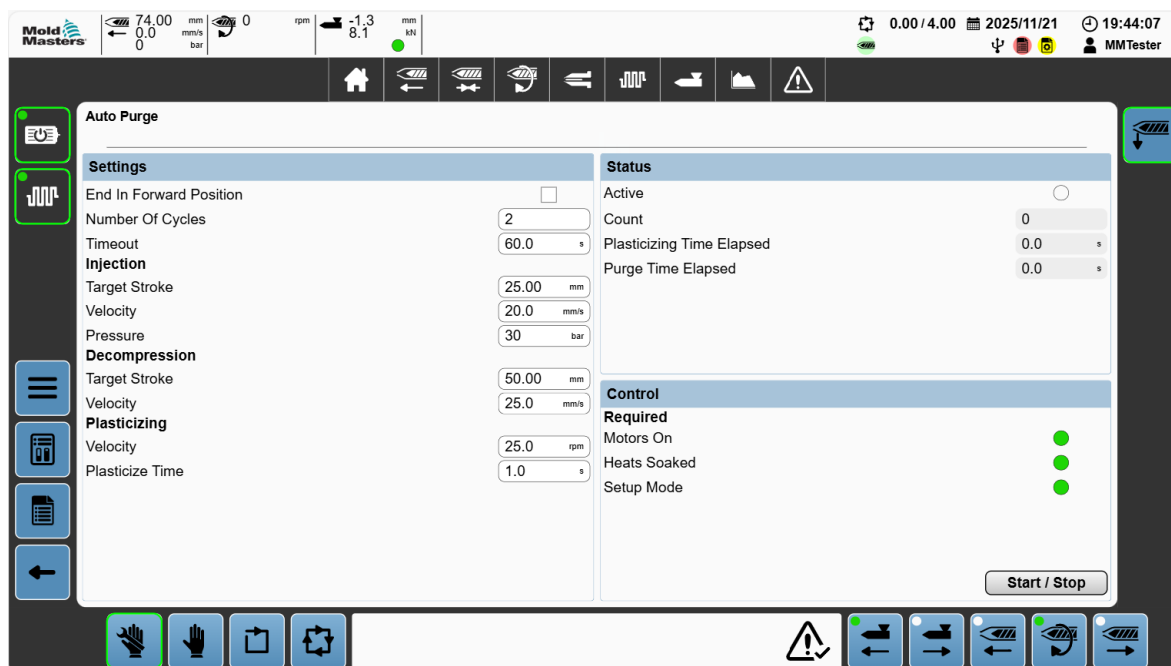 Mold Masters
74.00 mm
0.0 mm/s
0 bar
0 rpm
-1.3 mm
8.1 kN
0.00 / 4.00
2025/11/21
19:44:07
MMTester
Auto Purge
Settings
End In Forward Position
Number Of Cycles 2
Timeout 60.0 s
Injection
Target Stroke 25.00 mm
Velocity 20.0 mm/s
Pressure 30 bar
Decompression
Target Stroke 50.00 mm
Velocity 25.0 mm/s
Plasticizing
Velocity 25.0 rpm
Plasticize Time 1.0 s
Status
Active
Count 0
Plasticizing Time Elapsed 0.0 s
Purge Time Elapsed 0.0 s
Control
Required
Motors On
Heats Soaked
Setup Mode
Start / Stop